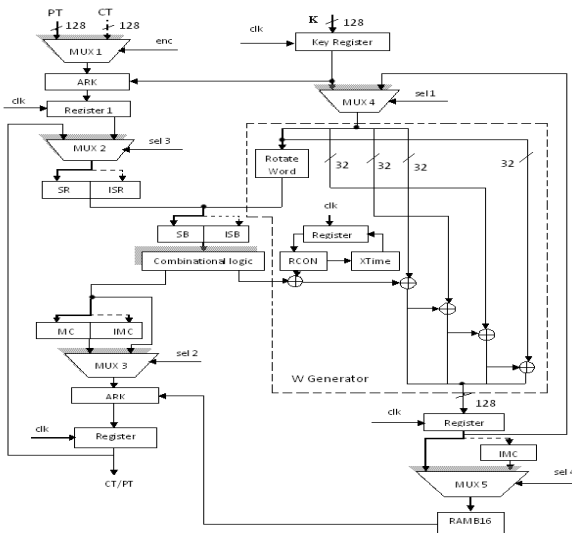 PT CT K
128 128 128
MUX 1 enc clk Key Register
ARK
clk Register 1 MUX 4 sel 1
MUX 2 sel 3
Rotate Word 32 32 32 32
SR ISR
clk
SB ISB Register
Combinational logic RCON XTime
MC IMC
MUX 3 sel 2
W Generator
ARK 128
clk Register clk Register
IMC
CT/PT MUX 5 sel 4
RAMB16